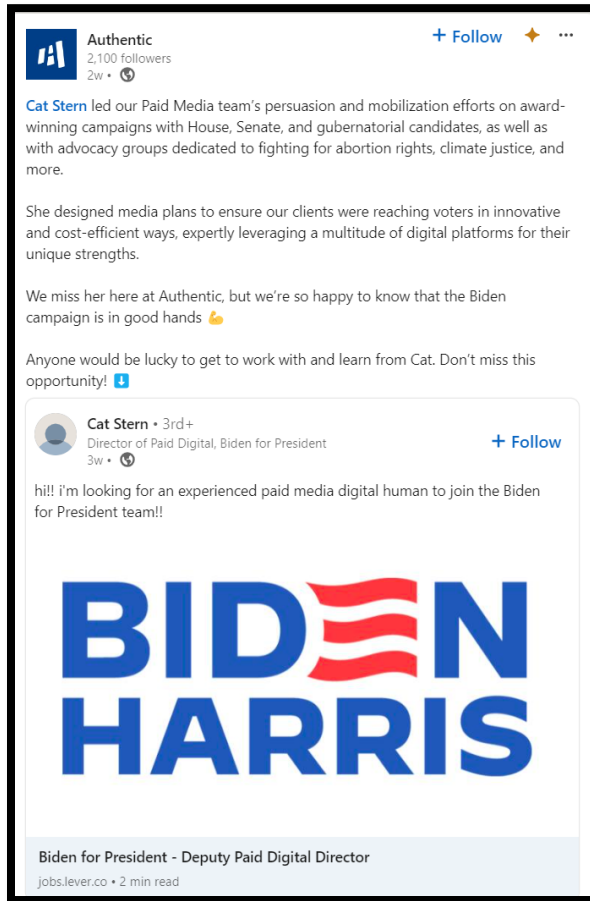 Authentic
+ Follow
2,100 followers
2w •
Cat Stern led our Paid Media team's persuasion and mobilization efforts on award-
winning campaigns with House, Senate, and gubernatorial candidates, as well as
with advocacy groups dedicated to fighting for abortion rights, climate justice, and
more.
She designed media plans to ensure our clients were reaching voters in innovative
and cost-efficient ways, expertly leveraging a multitude of digital platforms for their
unique strengths.
We miss her here at Authentic, but we're so happy to know that the Biden
campaign is in good hands 💪
Anyone would be lucky to get to work with and learn from Cat. Don't miss this
opportunity! ⬇️
Cat Stern • 3rd+
Director of Paid Digital, Biden for President
+ Follow
3w •
hi!! i'm looking for an experienced paid media digital human to join the Biden
for President team!!
BIDEN
HARRIS
Biden for President - Deputy Paid Digital Director
jobs.lever.co • 2 min read